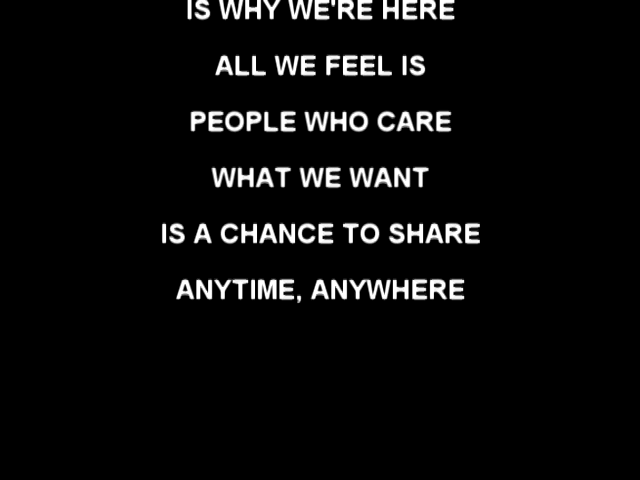 IS WHY WE'RE HERE
ALL WE FEEL IS
PEOPLE WHO CARE
WHAT WE WANT
IS A CHANCE TO SHARE
ANYTIME, ANYWHERE